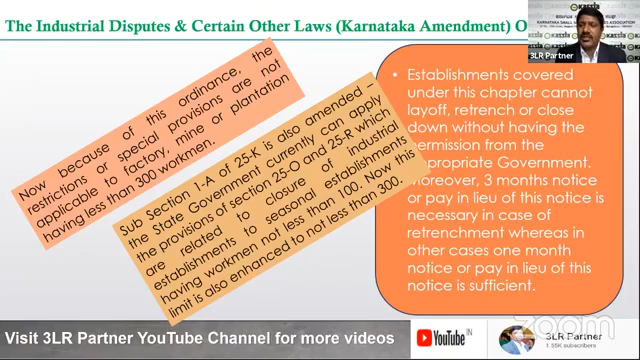 The Industrial Disputes & Certain Other Laws (Karnataka Amendment) O
KARNATAKA SMALL
ASSOCIATION
kassia
3LR Partner
Now because of this ordinance, the
restrictions or special provisions are not
applicable to factory, mine or plantation
having less than 300 workmen.
Sub Section 1-A of 25-K is also amended –
the State Government currently can apply
the provisions of section 25-O and 25-R which
are related to closure of industrial
establishments to seasonal establishments
having workmen not less than 100. Now this
limit is also enhanced to not less than 300.
• Establishments covered
under this chapter cannot
layoff, retrench or close
down without having the
permission from the
appropriate Government.
Moreover, 3 months notice
or pay in lieu of this notice is
necessary in case of
retrenchment whereas in
other cases one month
notice or pay in lieu of this
notice is sufficient.
Visit 3LR Partner YouTube Channel for more videos
YouTube IN
3LR Partner
1.55K subscribers
zoom